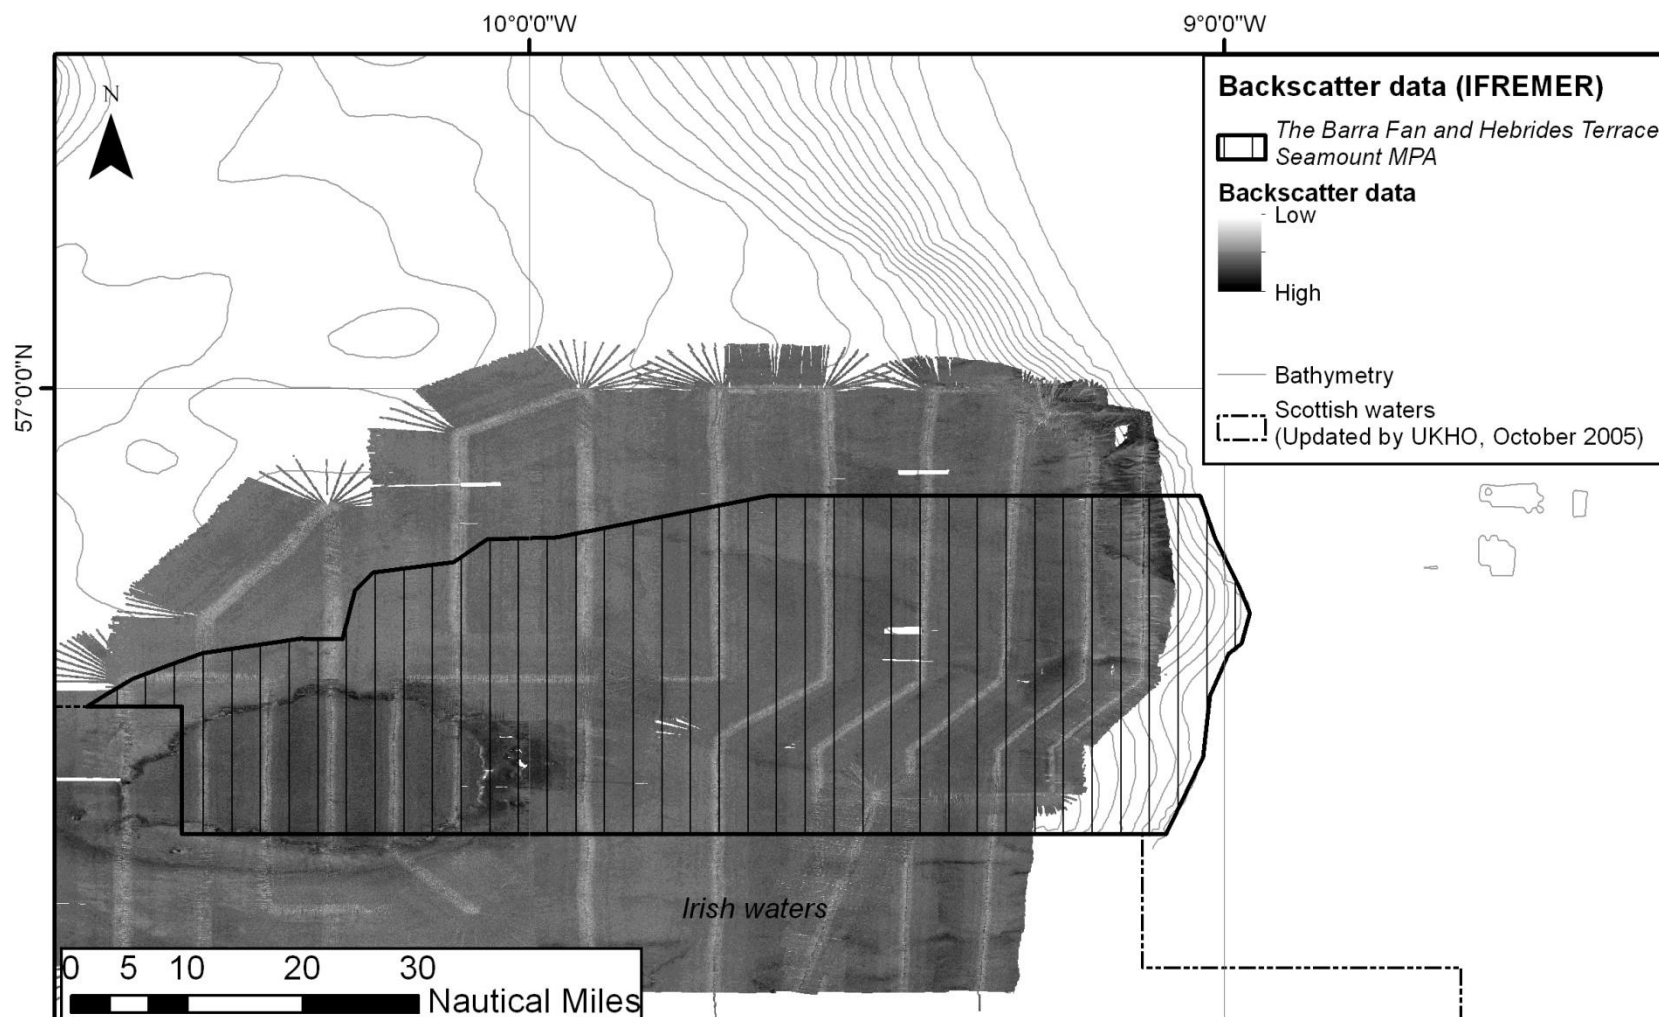 10°0'0"W
9°0'0"W
57°0'0"N
N
Backscatter data (IFREMER)
The Barra Fan and Hebrides Terrace
Seamount MPA
Backscatter data
Low
High
Bathymetry
Scottish waters
(Updated by UKHO, October 2005)
Irish waters
0 5 10 20 30
Nautical Miles